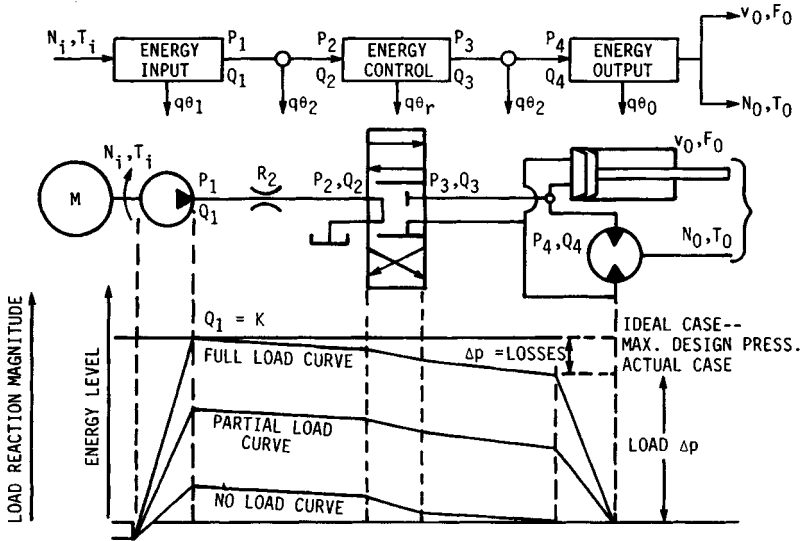 N_i,T_i
ENERGY INPUT
P_1
Q_1
qθ_1
qθ_2
P_2
Q_2
ENERGY CONTROL
qθ_r
P_3
Q_3
qθ_2
P_4
Q_4
ENERGY OUTPUT
qθ_0
v_0,F_0
N_0,T_0
M
N_i,T_i
P_1
Q_1
R_2
P_2,Q_2
P_3,Q_3
v_0,F_0
P_4,Q_4
N_0,T_0
LOAD REACTION MAGNITUDE
ENERGY LEVEL
Q_1 = K
FULL LOAD CURVE
Δp =LOSSES
IDEAL CASE--
MAX. DESIGN PRESS.
ACTUAL CASE
PARTIAL LOAD
CURVE
LOAD Δp
NO LOAD CURVE